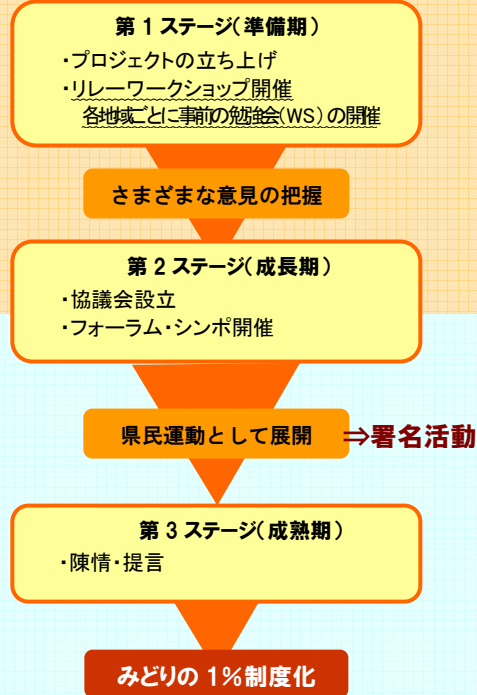 第1ステージ(準備期)
・プロジェクトの立ち上げ
・リレーワークショップ開催
各地域ごとに事前の勉強会(WS)の開催
さまざまな意見の把握
第2ステージ(成長期)
・協議会設立
・フォーラム・シンポ開催
県民運動として展開 ⇒署名活動
第3ステージ(成熟期)
・陳情・提言
みどりの1%制度化